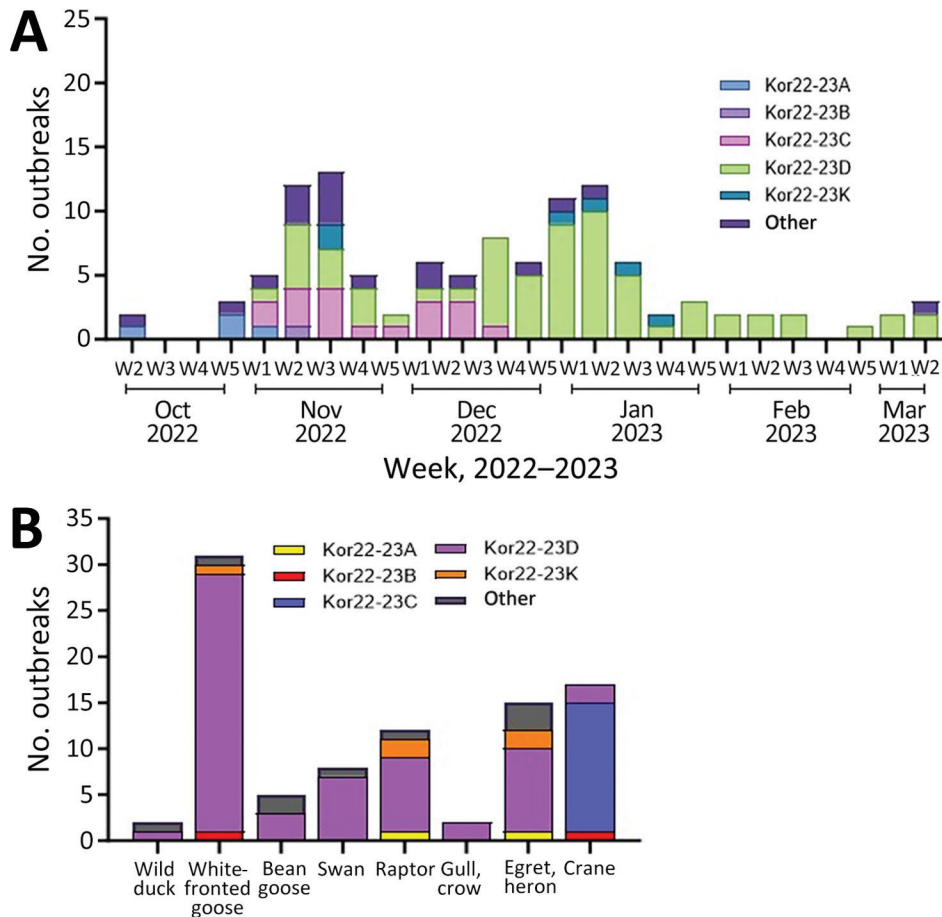 A
No. outbreaks
25
20
15
10
5
0
Kor22-23A
Kor22-23B
Kor22-23C
Kor22-23D
Kor22-23K
Other
W2 W3 W4 W5 W1 W2 W3 W4 W5 W1 W2 W3 W4 W5 W1 W2 W3 W4 W5 W1 W2 W3 W4 W5 W1 W2
Oct Nov Dec Jan Feb Mar
2022 2022 2022 2023 2023 2023
Week, 2022–2023
B
No. outbreaks
35
30
25
20
15
10
5
0
Kor22-23A Kor22-23D
Kor22-23B Kor22-23K
Kor22-23C Other
Wild White- Bean Swan Raptor Gull, Egret, Crane
duck fronted goose crow heron
goose